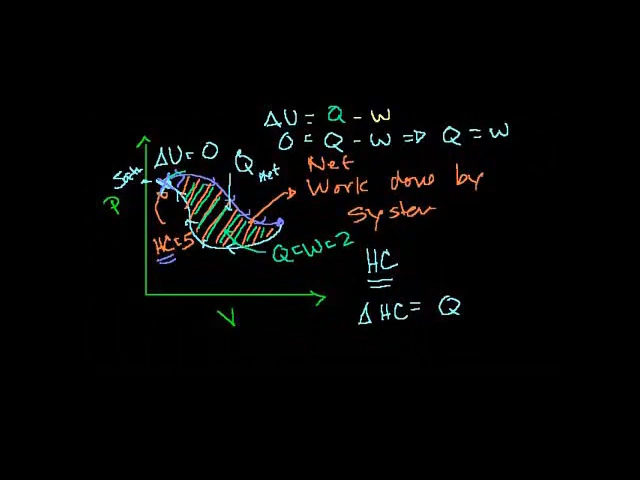 ΔU = Q - W
0 = Q - W ⇒ Q = W
ΔU = 0
Q net
Net
Work done by
system
P
HC = 5
Q=W=2
HC
ΔHC = Q
V